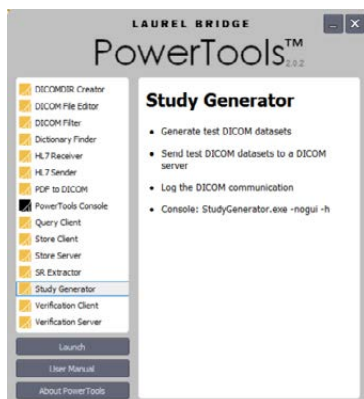 LAUREL BRIDGE
PowerTools™
2.0.2
DICOMDIR Creator
DICOM File Editor
DICOM Filter
Dictionary Finder
HL7 Receiver
HL7 Sender
PDF to DICOM
PowerTools Console
Query Client
Store Client
Store Server
SR Extractor
Study Generator
Verification Client
Verification Server
Launch
User Manual
About PowerTools
Study Generator
• Generate test DICOM datasets
• Send test DICOM datasets to a DICOM
server
• Log the DICOM communication
• Console: StudyGenerator.exe -nogui -h